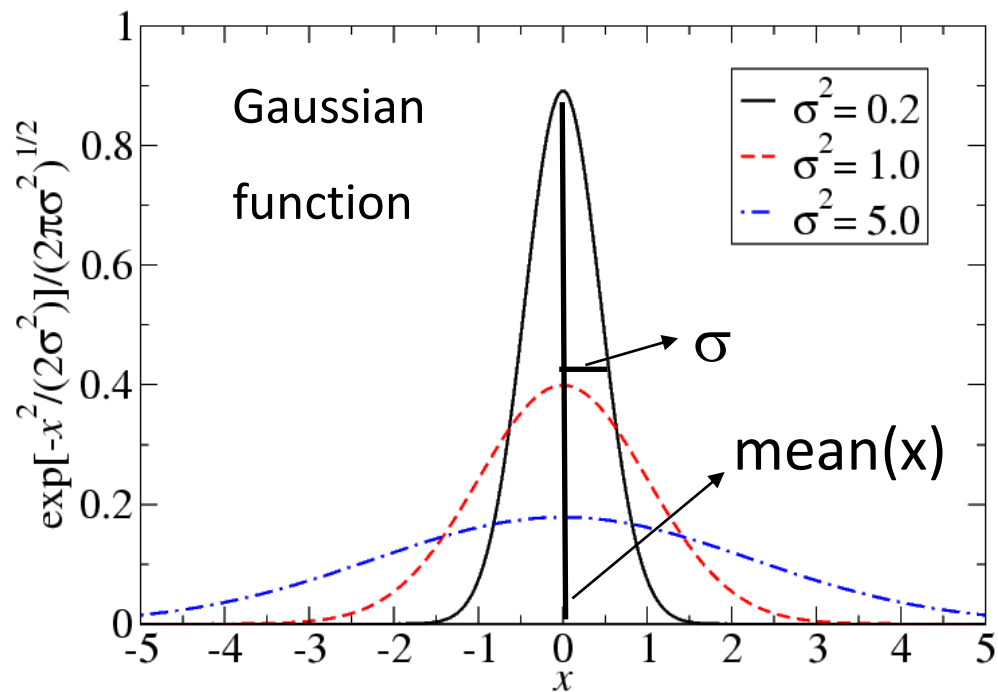 Gaussian
function
σ² = 0.2
σ² = 1.0
σ² = 5.0
σ
mean(x)
exp[-x²/(2σ²)]/(2πσ²)^1/2
1
0.8
0.6
0.4
0.2
0
-5 -4 -3 -2 -1 0 1 2 3 4 5
x